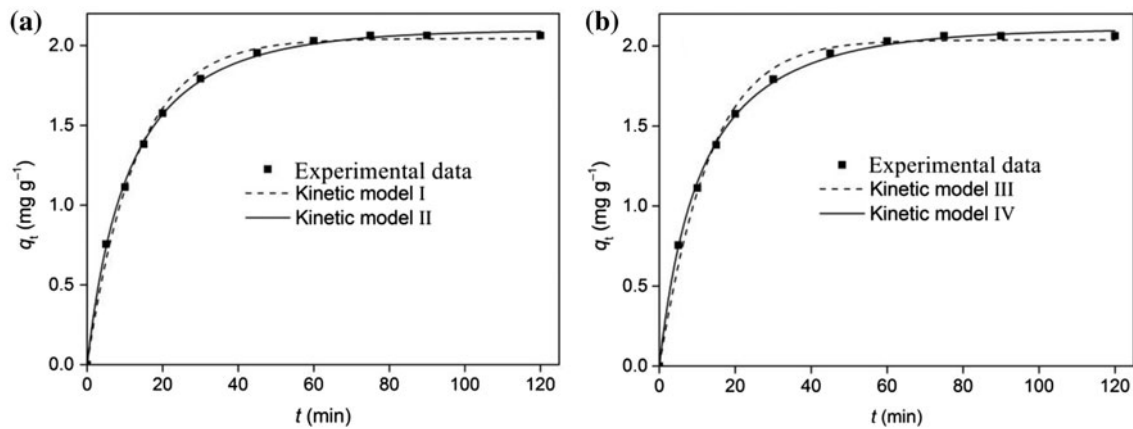 (a)
2.0
1.5
1.0
0.5
0.0
qt (mg g−1)
Experimental data
Kinetic model I
Kinetic model II
0 20 40 60 80 100 120
t (min)
(b)
2.0
1.5
1.0
0.5
0.0
qt (mg g−1)
Experimental data
Kinetic model III
Kinetic model IV
0 20 40 60 80 100 120
t (min)